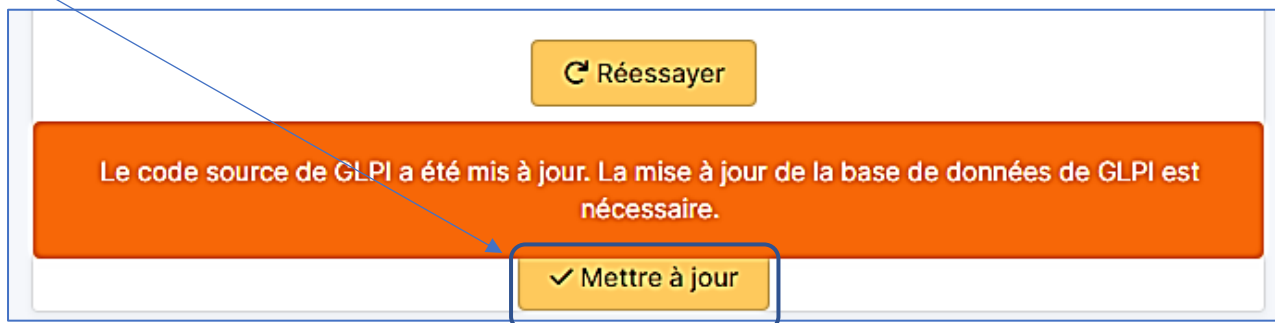 Réessayer
Le code source de GLPI a été mis à jour. La mise à jour de la base de données de GLPI est
nécessaire.
Mettre à jour